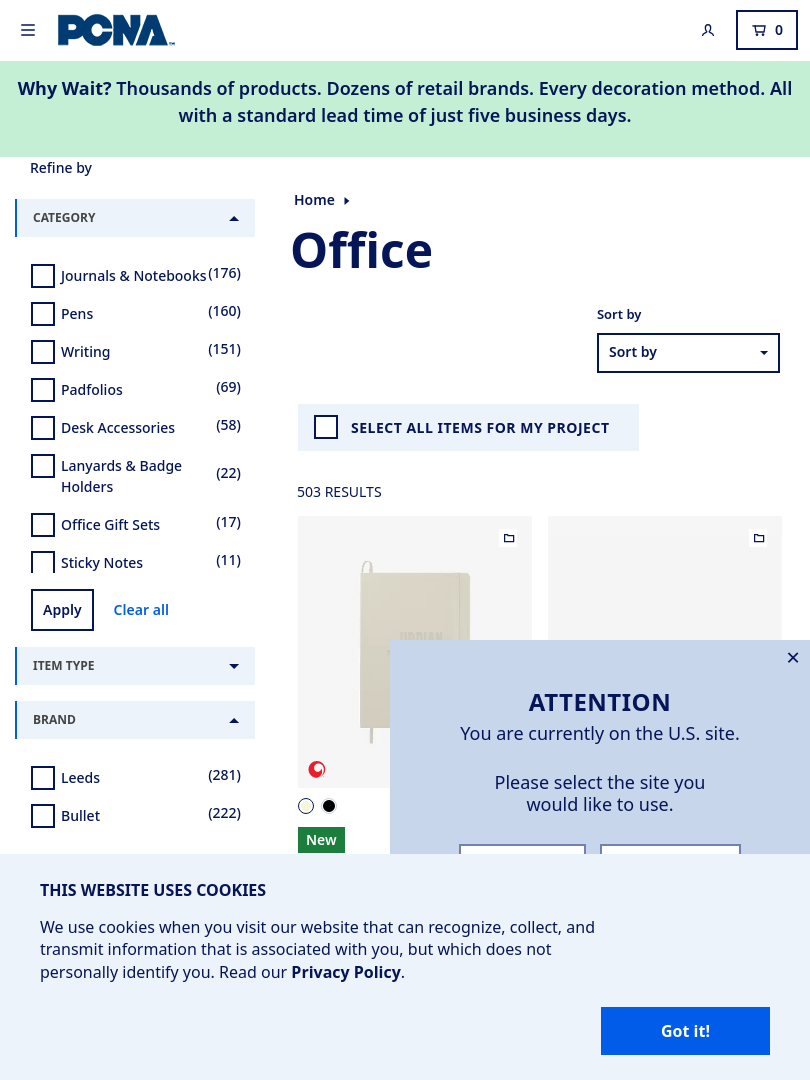 PCNA
0
Why Wait? Thousands of products. Dozens of retail brands. Every decoration method. All
with a standard lead time of just five business days.
Refine by
CATEGORY
Journals & Notebooks (176)
Pens (160)
Writing (151)
Padfolios (69)
Desk Accessories (58)
Lanyards & Badge
Holders (22)
Office Gift Sets (17)
Sticky Notes (11)
Apply Clear all
ITEM TYPE
BRAND
Leeds (281)
Bullet (222)
Home
Office
Sort by
Sort by
SELECT ALL ITEMS FOR MY PROJECT
503 RESULTS
New
ATTENTION
You are currently on the U.S. site.
Please select the site you
would like to use.
THIS WEBSITE USES COOKIES
We use cookies when you visit our website that can recognize, collect, and
transmit information that is associated with you, but which does not
personally identify you. Read our Privacy Policy.
Got it!